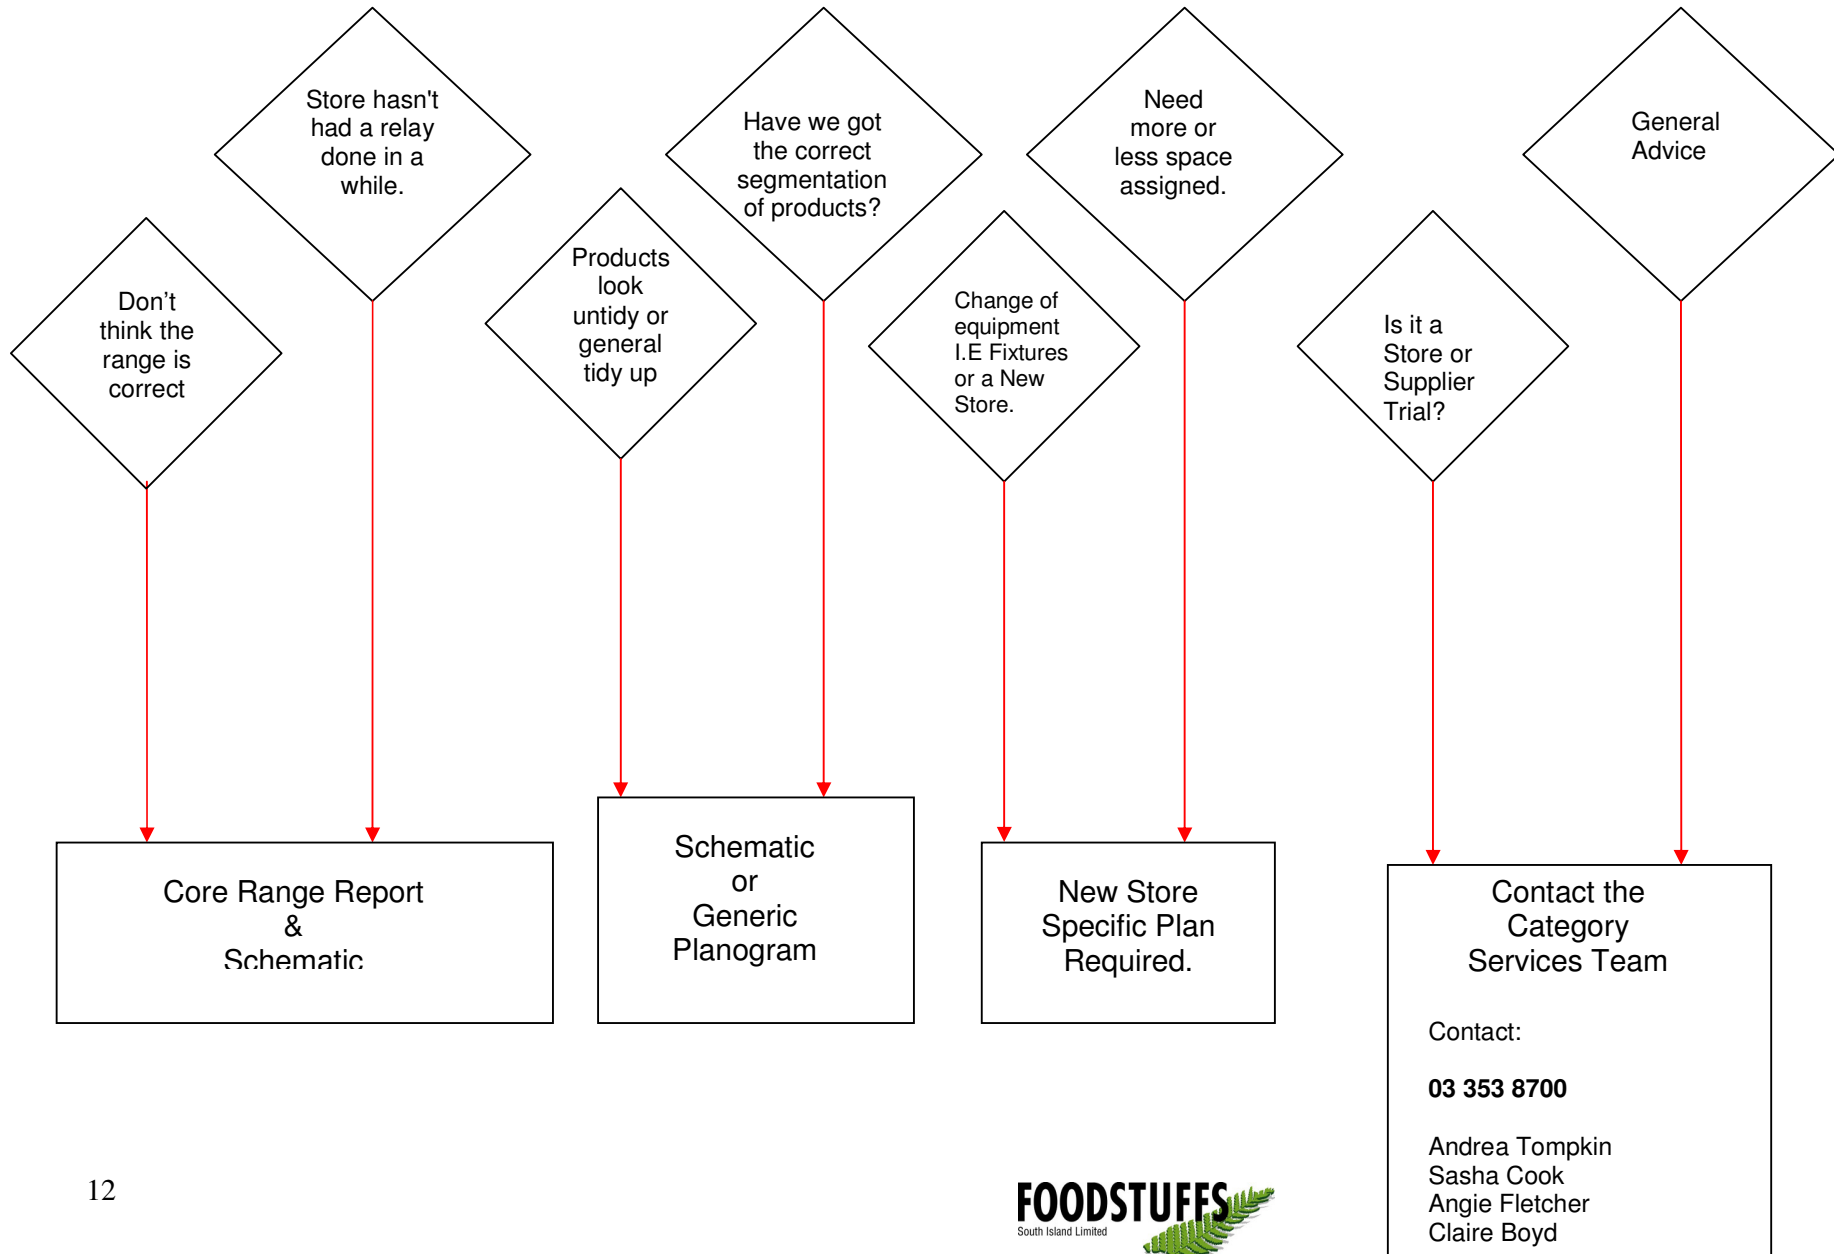 Store hasn't
had a relay
done in a
while.
Have we got
the correct
segmentation
of products?
Need
more or
less space
assigned.
General
Advice
Don't
think the
range is
correct
Products
look
untidy or
general
tidy up
Change of
equipment
I.E Fixtures
or a New
Store.
Is it a
Store or
Supplier
Trial?
Core Range Report
&
Schematic
Schematic
or
Generic
Planogram
New Store
Specific Plan
Required.
Contact the
Category
Services Team
Contact:
03 353 8700
Andrea Tompkin
Sasha Cook
Angie Fletcher
Claire Boyd
12
FOODSTUFFS
South Island Limited